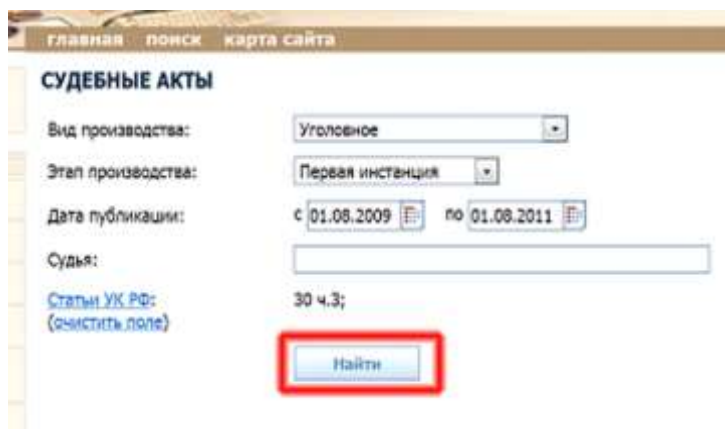 главная поиск карта сайта
СУДЕБНЫЕ АКТЫ
Вид производства: Уголовное
Этап производства: Первая инстанция
Дата публикации: с 01.08.2009 по 01.08.2011
Судья:
Статьи УК РФ: 30 ч.3;
(очистить поле)
Найти